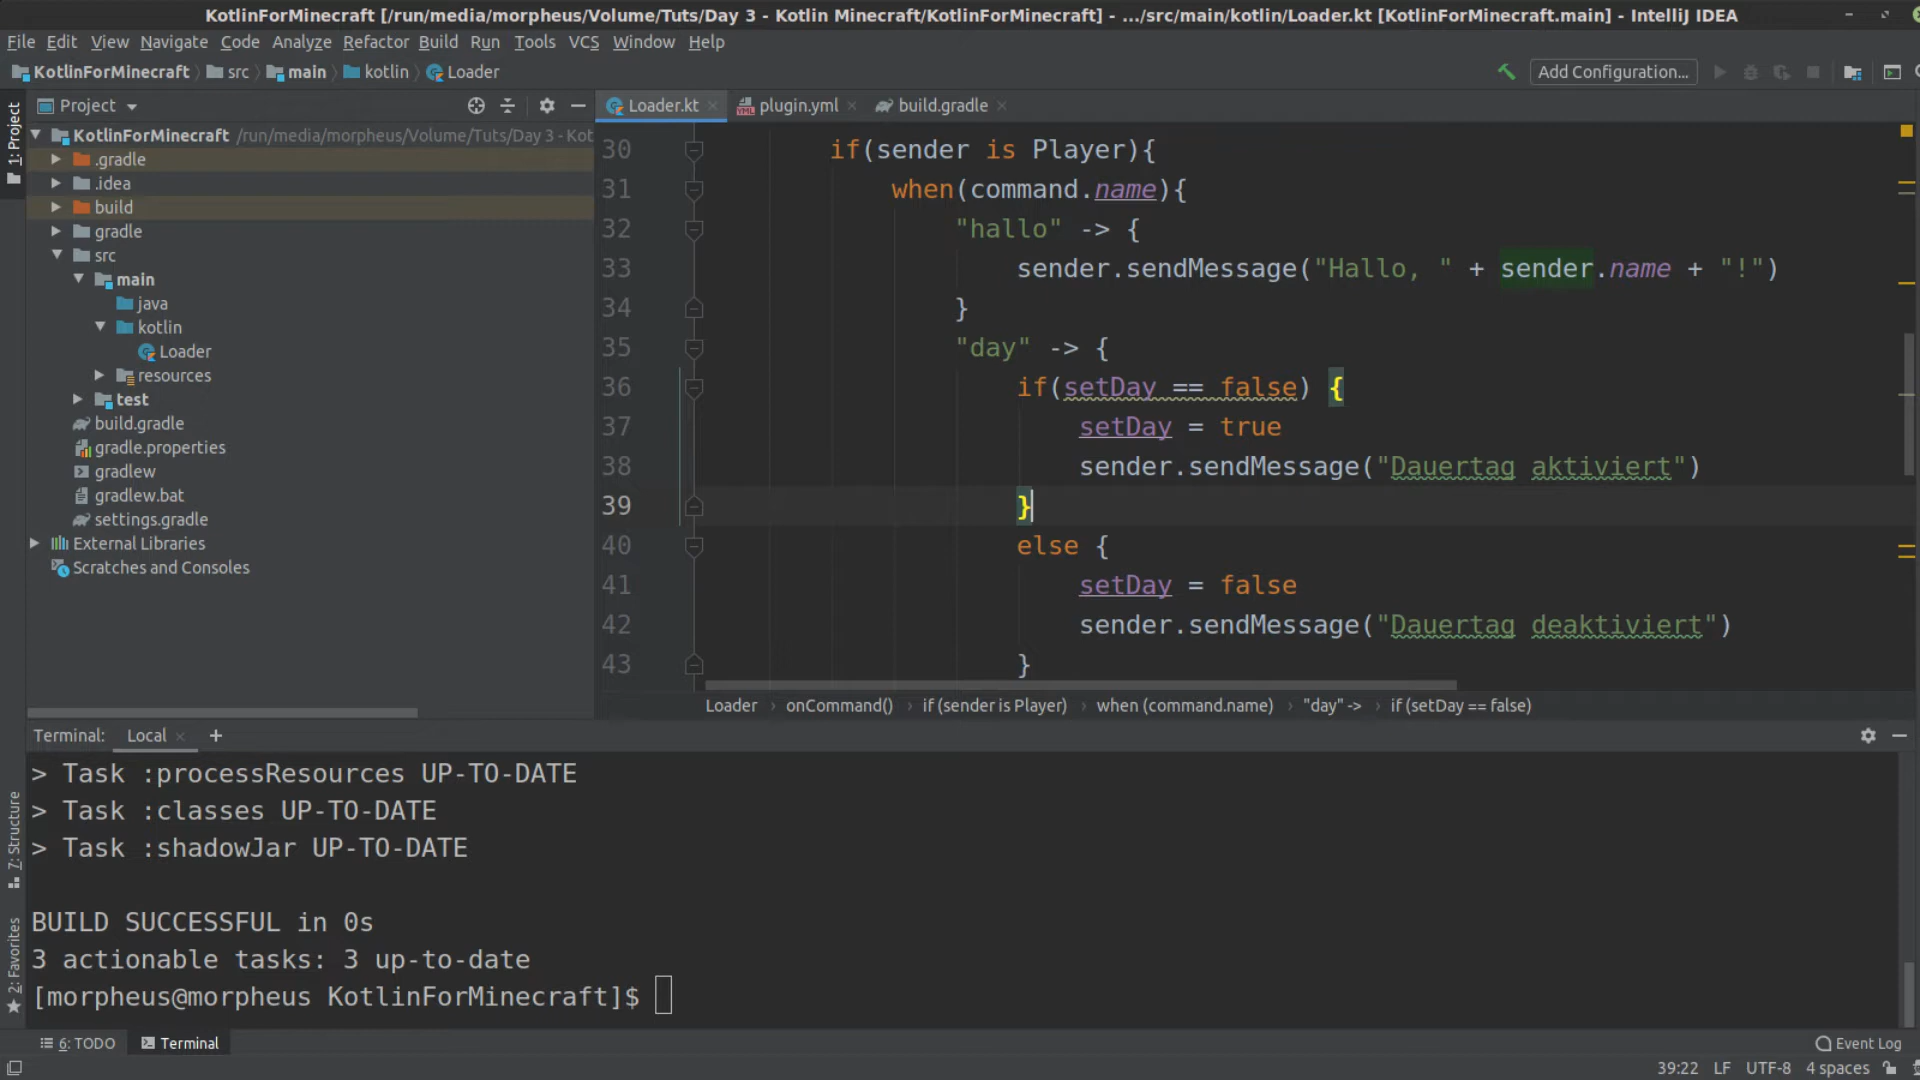 KotlinForMinecraft [/run/media/morpheus/Volume/Tuts/Day 3 - Kotlin Minecraft/KotlinForMinecraft] - .../src/main/kotlin/Loader.kt [KotlinForMinecraft.main] - IntelliJ IDEA
File Edit View Navigate Code Analyze Refactor Build Run Tools VCS Window Help
KotlinForMinecraft src main kotlin Loader Add Configuration...
1: Project
Project
Loader.kt plugin.yml build.gradle
KotlinForMinecraft /run/media/morpheus/Volume/Tuts/Day 3 - Kot
.gradle
.idea
build
gradle
src
main
java
kotlin
Loader
resources
test
build.gradle
gradle.properties
gradlew
gradlew.bat
settings.gradle
External Libraries
Scratches and Consoles
30 if(sender is Player){
31 when(command.name){
32 "hallo" -> {
33 sender.sendMessage("Hallo, " + sender.name + "!")
34 }
35 "day" -> {
36 if(setDay == false) {
37 setDay = true
38 sender.sendMessage("Dauertag aktiviert")
39 }
40 else {
41 setDay = false
42 sender.sendMessage("Dauertag deaktiviert")
43 }
Loader › onCommand() › if (sender is Player) › when (command.name) › "day" -> › if (setDay == false)
Terminal: Local +
> Task :processResources UP-TO-DATE
> Task :classes UP-TO-DATE
> Task :shadowJar UP-TO-DATE
BUILD SUCCESSFUL in 0s
3 actionable tasks: 3 up-to-date
[morpheus@morpheus KotlinForMinecraft]$
7: Structure
2: Favorites
6: TODO Terminal Event Log
39:22 LF UTF-8 4 spaces